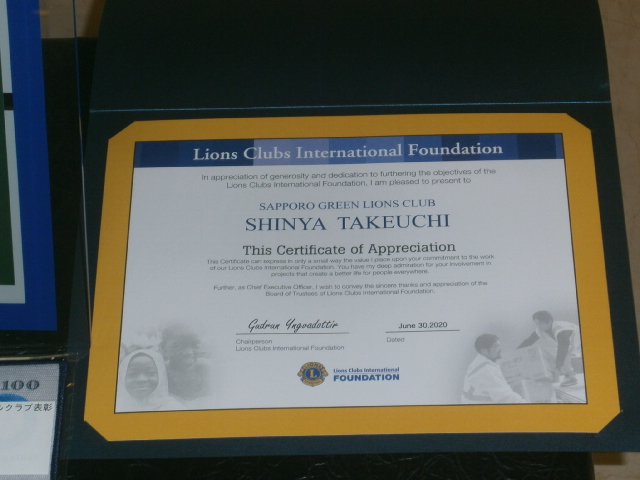 Lions Clubs International Foundation
In appreciation of generosity and dedication to furthering the objectives of the
Lions Clubs International Foundation, I am pleased to present to
SAPPORO GREEN LIONS CLUB
SHINYA TAKEUCHI
This Certificate of Appreciation
This Certificate can express in only a small way the value I place upon your commitment to the work
of our Lions Clubs International Foundation. You have my deep admiration for your involvement in
projects that create a better life for people everywhere.
Further, as Chief Executive Officer, I wish to convey the sincere thanks and appreciation of the
Board of Trustees of Lions Clubs International Foundation.
Gudrun Yngvadottir
June 30.2020
Chairperson
Lions Clubs International Foundation
Dated
L
Lions Clubs International
FOUNDATION
100
クラブ表彰